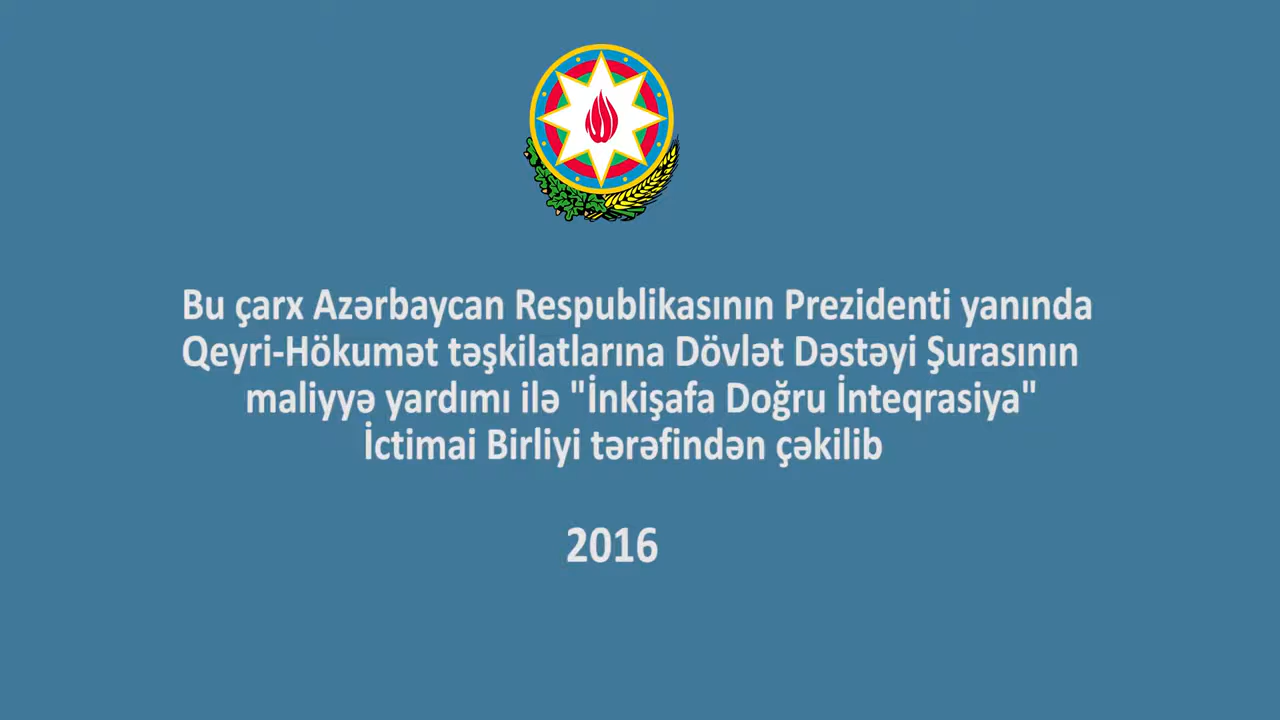 Bu çarx Azərbaycan Respublikasının Prezidenti yanında
Qeyri-Hökumət təşkilatlarına Dövlət Dəstəyi Şurasının
maliyyə yardımı ilə "İnkişafa Doğru İnteqrasiya"
İctimai Birliyi tərəfindən çəkilib
2016